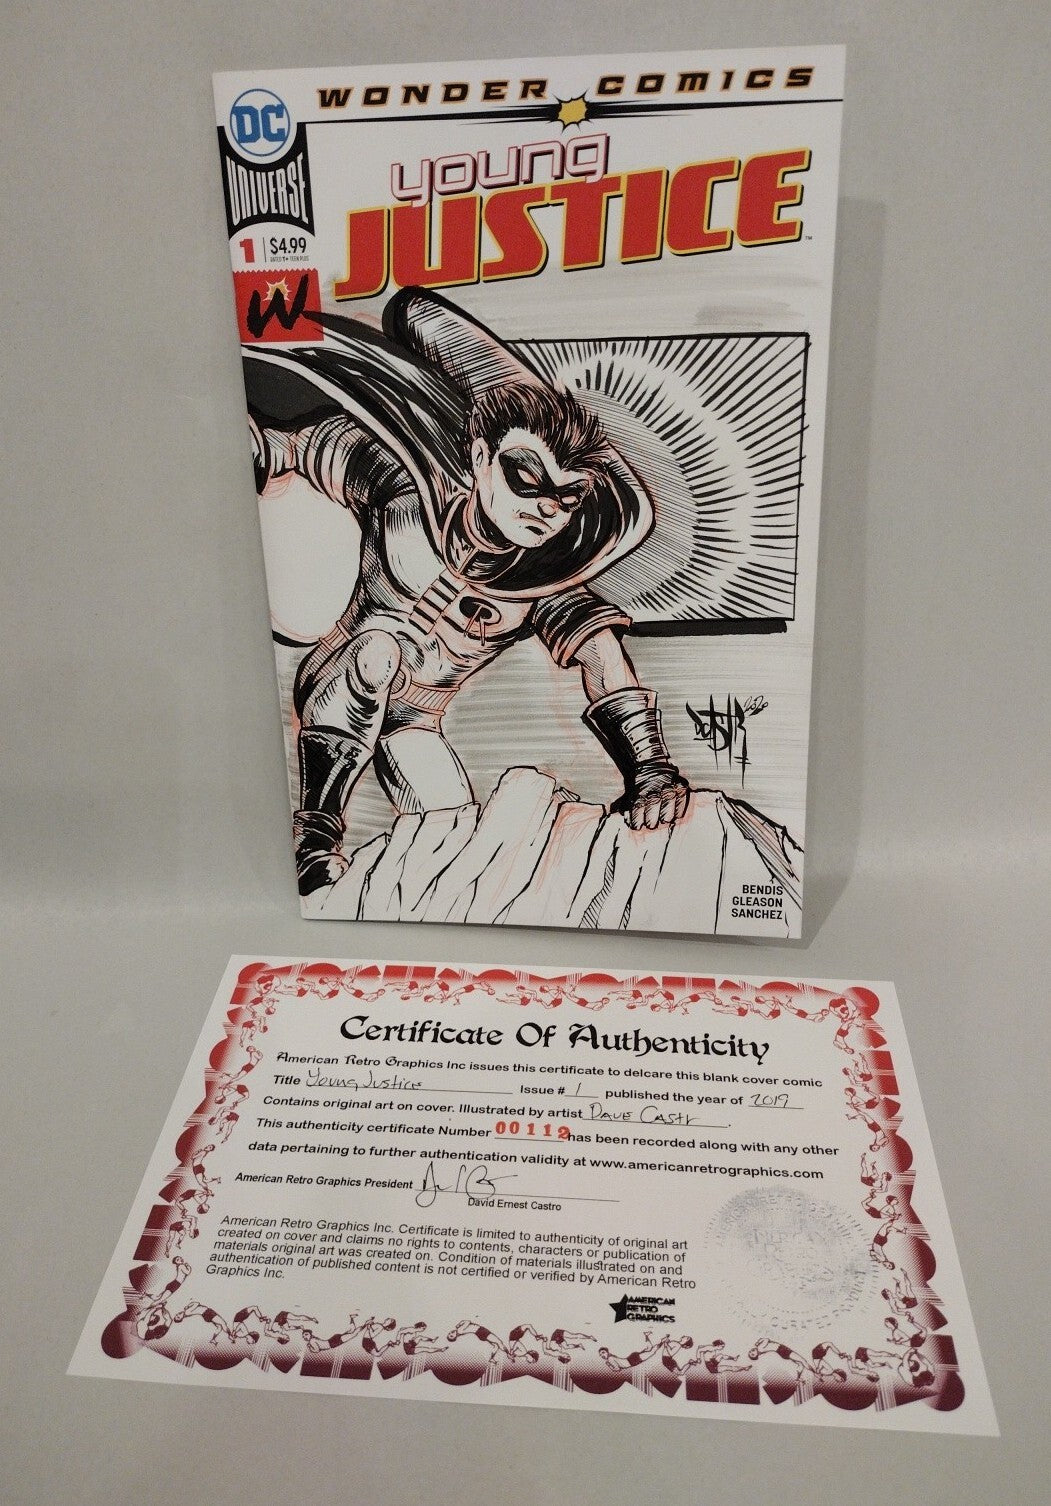 WONDER COMICS
DC
UNIVERSE
young
JUSTICE™
1 $4.99
RATED T+ TEEN PLUS
W
R
2020
BENDIS
GLEASON
SANCHEZ
Certificate Of Authenticity
American Retro Graphics Inc issues this certificate to delcare this blank cover comic
Title Young Justice Issue # 1 published the year of 2019
Contains original art on cover. Illustrated by artist Dave Castr.
This authenticity certificate Number 00112 has been recorded along with any other
data pertaining to further authentication validity at www.americanretrographics.com
American Retro Graphics President
David Ernest Castro
American Retro Graphics Inc. Certificate is limited to authenticity of original art
created on cover and claims no rights to contents, characters or publication of
materials original art was created on. Condition of materials illustrated on and
authentication of published content is not certified or verified by American Retro
Graphics Inc.
AMERICAN
RETRO
GRAPHICS